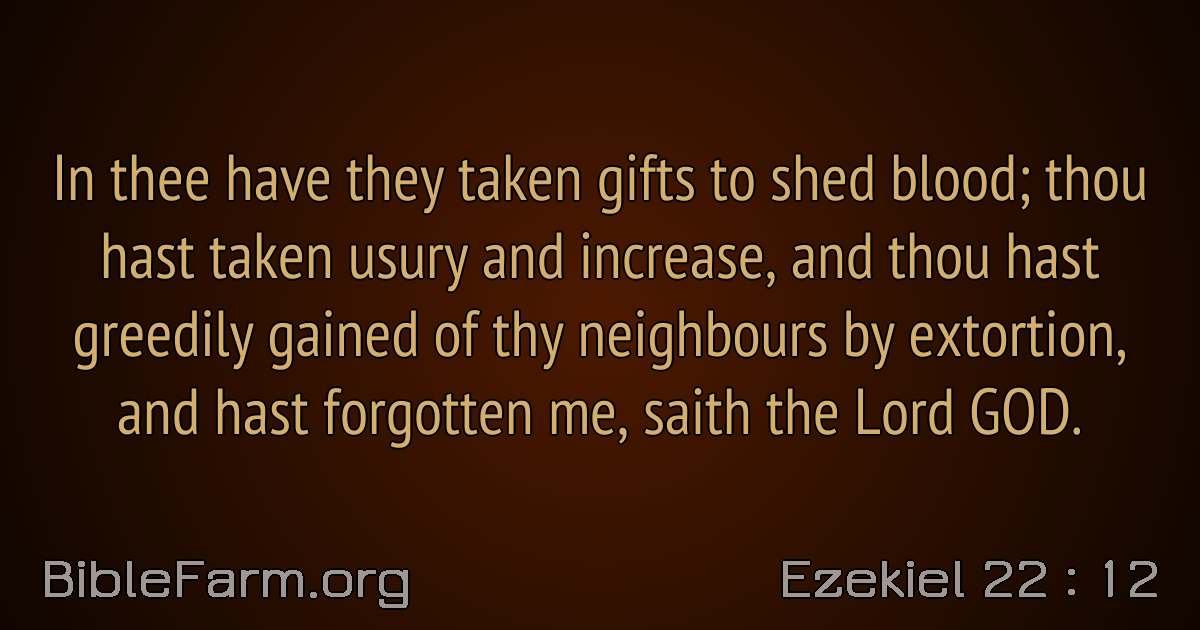 In thee have they taken gifts to shed blood; thou
hast taken usury and increase, and thou hast
greedily gained of thy neighbours by extortion,
and hast forgotten me, saith the Lord GOD.
BibleFarm.org
Ezekiel 22 : 12